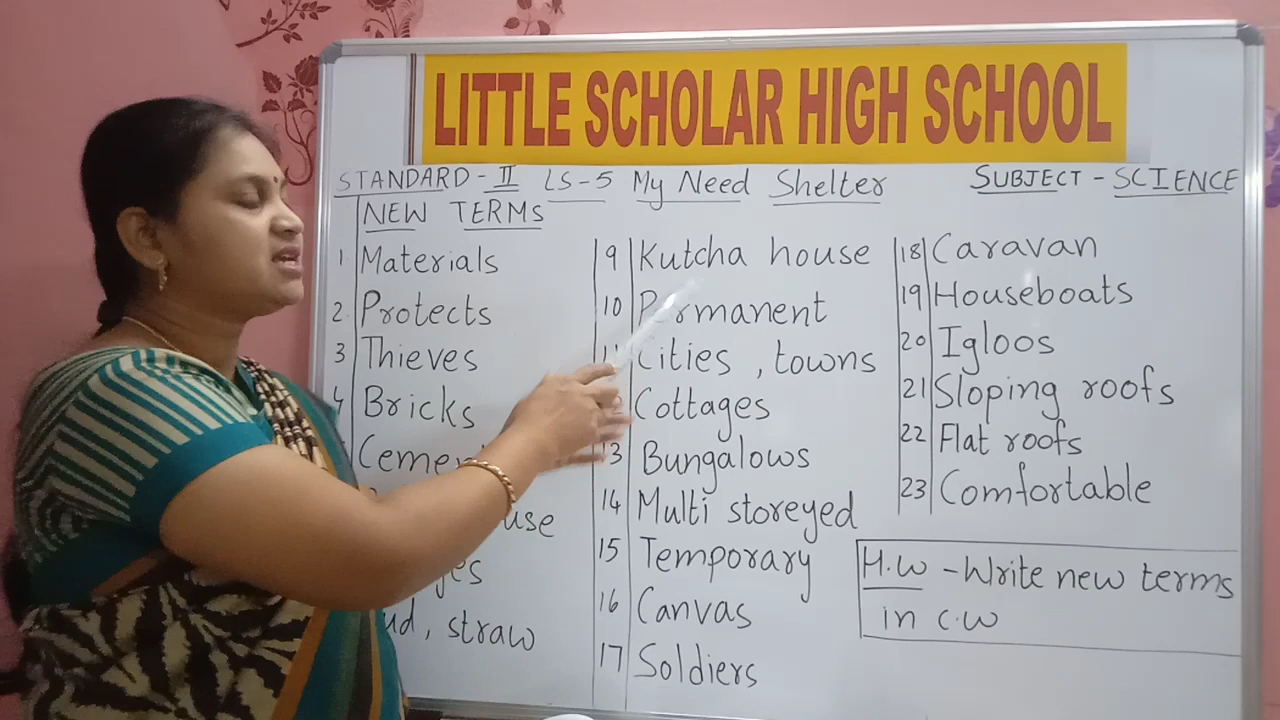 LITTLE SCHOLAR HIGH SCHOOL
STANDARD - II LS-5 My Need Shelter SUBJECT - SCIENCE
NEW TERMS
1 Materials
2 Protects
3 Thieves
4 Bricks
use
ud, straw
9 Kutcha house
10 Permanent
11 Cities , towns
Cottages
13 Bungalows
14 Multi storeyed
15 Temporary
16 Canvas
17 Soldiers
18 Caravan
19 Houseboats
20 Igloos
21 Sloping roofs
22 Flat roofs
23 Comfortable
H.W - Write new terms
in C.W